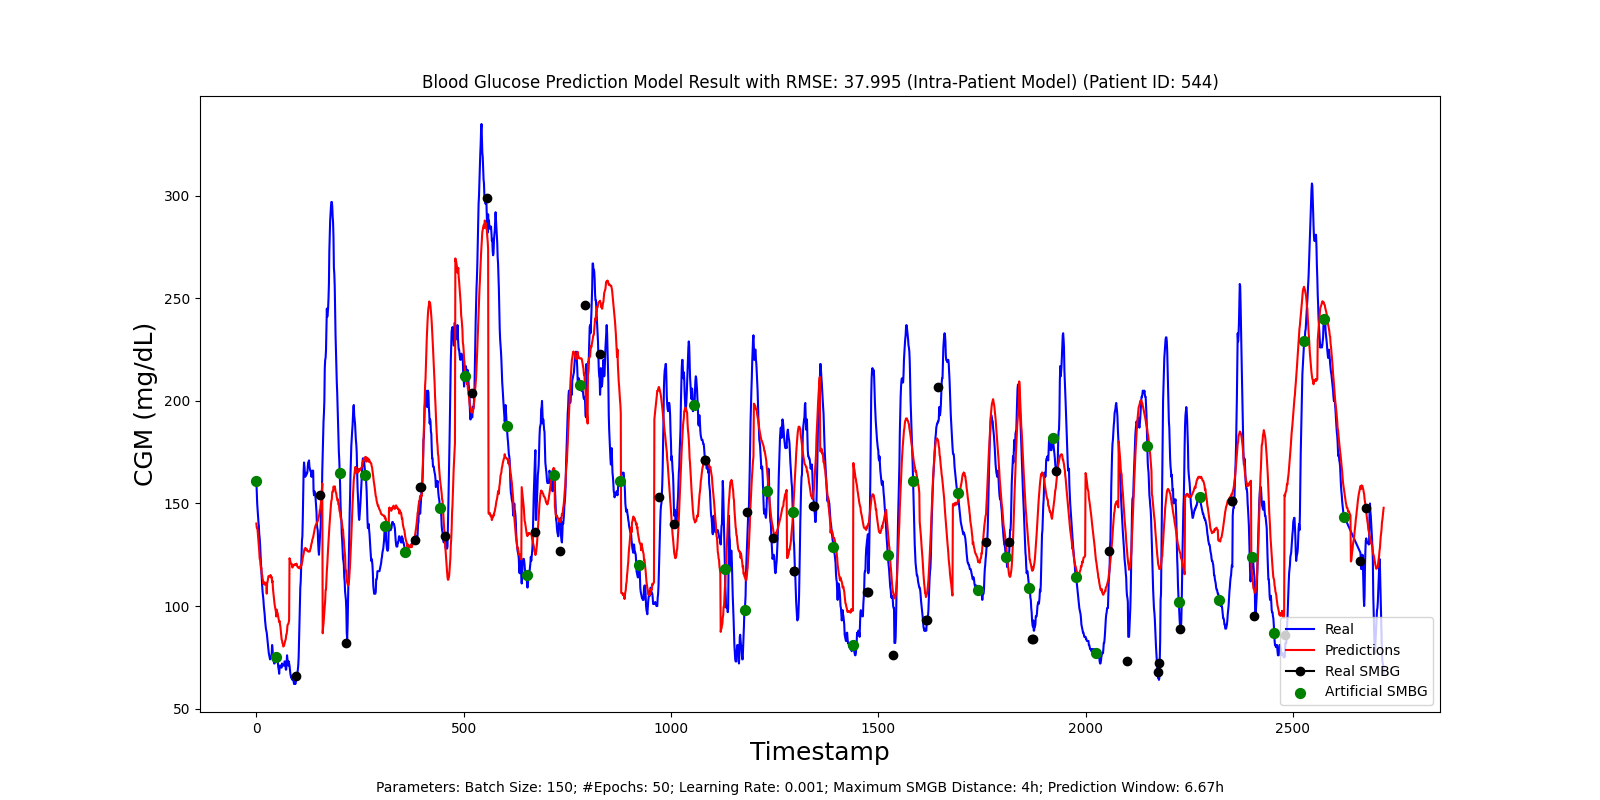 Blood Glucose Prediction Model Result with RMSE: 37.995 (Intra-Patient Model) (Patient ID: 544)
CGM (mg/dL)
300
250
200
150
100
50
0
500
1000
1500
2000
2500
Real
Predictions
Real SMBG
Artificial SMBG
Timestamp
Parameters: Batch Size: 150; #Epochs: 50; Learning Rate: 0.001; Maximum SMGB Distance: 4h; Prediction Window: 6.67h